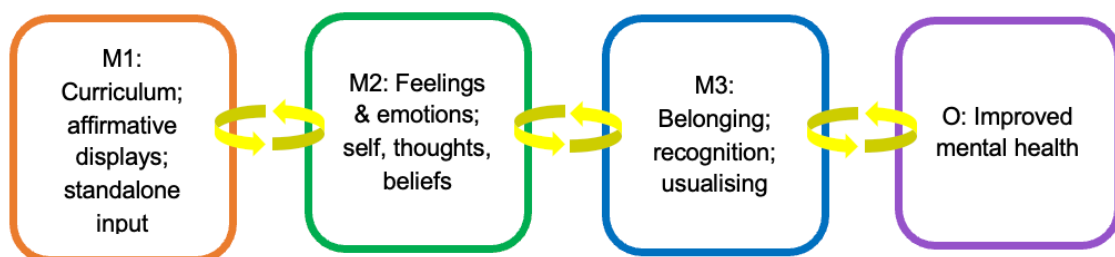 M1:
Curriculum;
affirmative
displays;
standalone
input
M2: Feelings
& emotions;
self, thoughts,
beliefs
M3:
Belonging;
recognition;
usualising
O: Improved
mental health